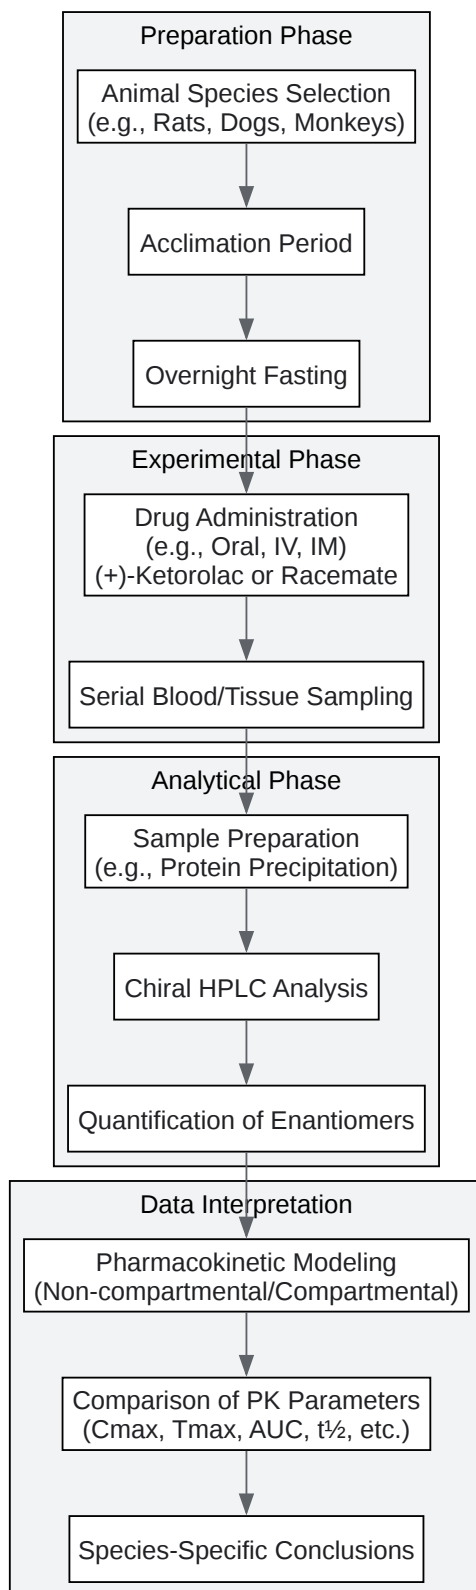 Preparation Phase
Animal Species Selection
(e.g., Rats, Dogs, Monkeys)
Acclimation Period
Overnight Fasting
Experimental Phase
Drug Administration
(e.g., Oral, IV, IM)
(+)-Ketorolac or Racemate
Serial Blood/Tissue Sampling
Analytical Phase
Sample Preparation
(e.g., Protein Precipitation)
Chiral HPLC Analysis
Quantification of Enantiomers
Data Interpretation
Pharmacokinetic Modeling
(Non-compartmental/Compartmental)
Comparison of PK Parameters
(Cmax, Tmax, AUC, t½, etc.)
Species-Specific Conclusions